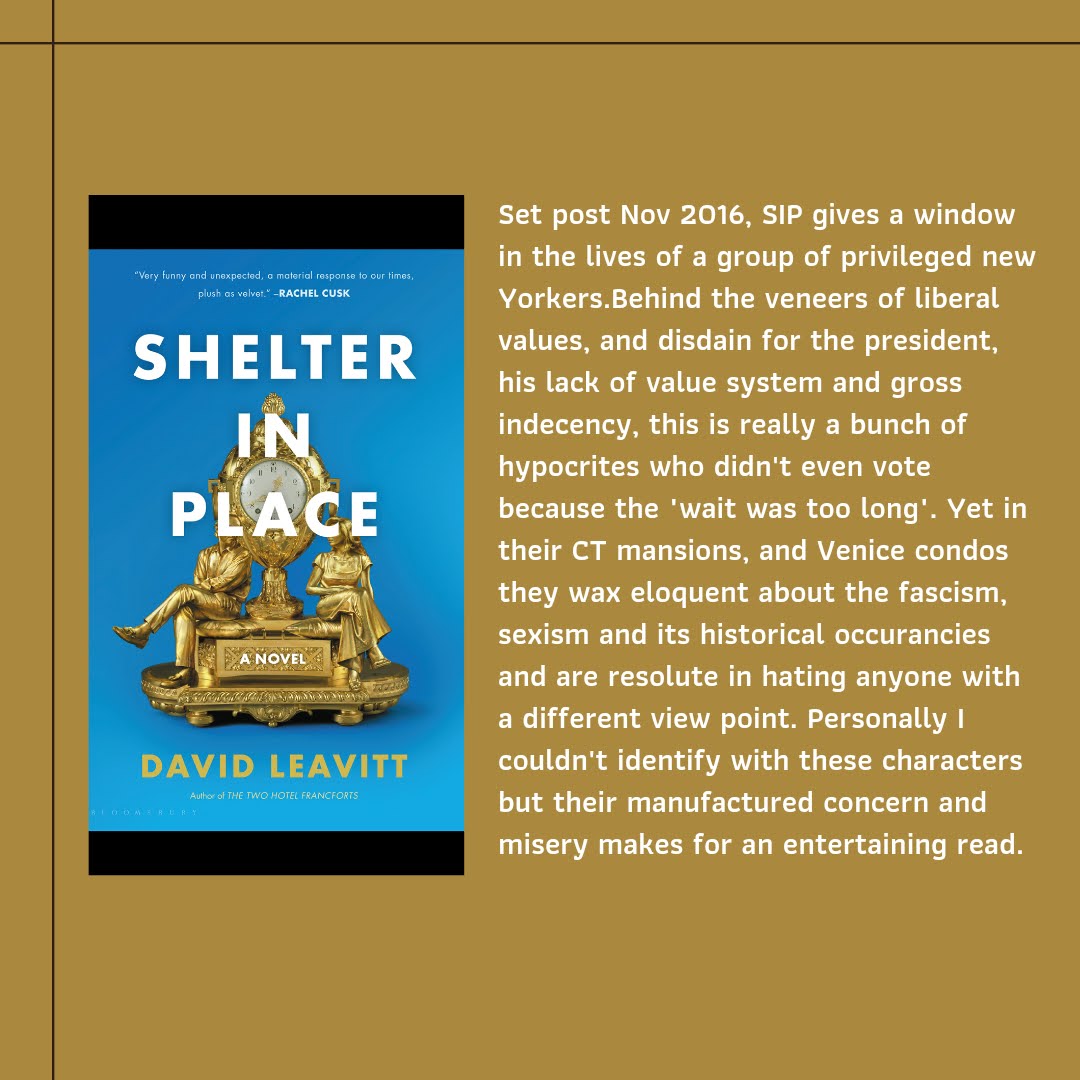 "Very funny and unexpected, a material response to our times,
plush as velvet." –RACHEL CUSK
SHELTER
IN
PLACE
A NOVEL
DAVID LEAVITT
Author of THE TWO HOTEL FRANCFORTS
BLOOMSBURY
Set post Nov 2016, SIP gives a window
in the lives of a group of privileged new
Yorkers.Behind the veneers of liberal
values, and disdain for the president,
his lack of value system and gross
indecency, this is really a bunch of
hypocrites who didn't even vote
because the 'wait was too long'. Yet in
their CT mansions, and Venice condos
they wax eloquent about the fascism,
sexism and its historical occurancies
and are resolute in hating anyone with
a different view point. Personally I
couldn't identify with these characters
but their manufactured concern and
misery makes for an entertaining read.